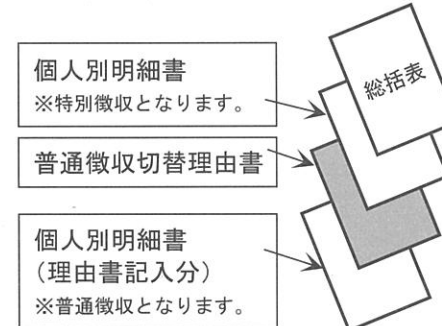 総括表
個人別明細書
※特別徴収となります。
普通徴収切替理由書
個人別明細書
（理由書記入分）
※普通徴収となります。